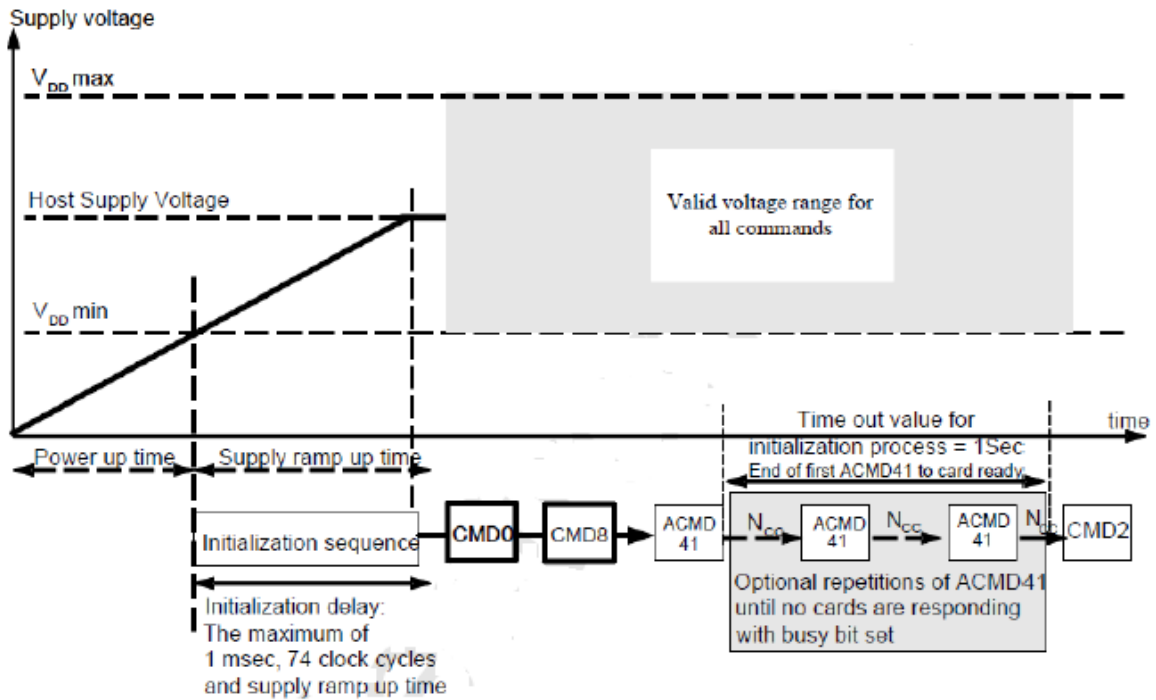 Supply voltage
V_DD max
Host Supply Voltage
Valid voltage range for
all commands
V_DD min
Time out value for
initialization process = 1Sec
End of first ACMD41 to card ready
time
Power up time
Supply ramp up time
Initialization sequence
CMD0
CMD8
ACMD
41
N_CC
ACMD
41
N_CC
ACMD
41
N_CC
CMD2
Optional repetitions of ACMD41
until no cards are responding
with busy bit set
Initialization delay:
The maximum of
1 msec, 74 clock cycles
and supply ramp up time